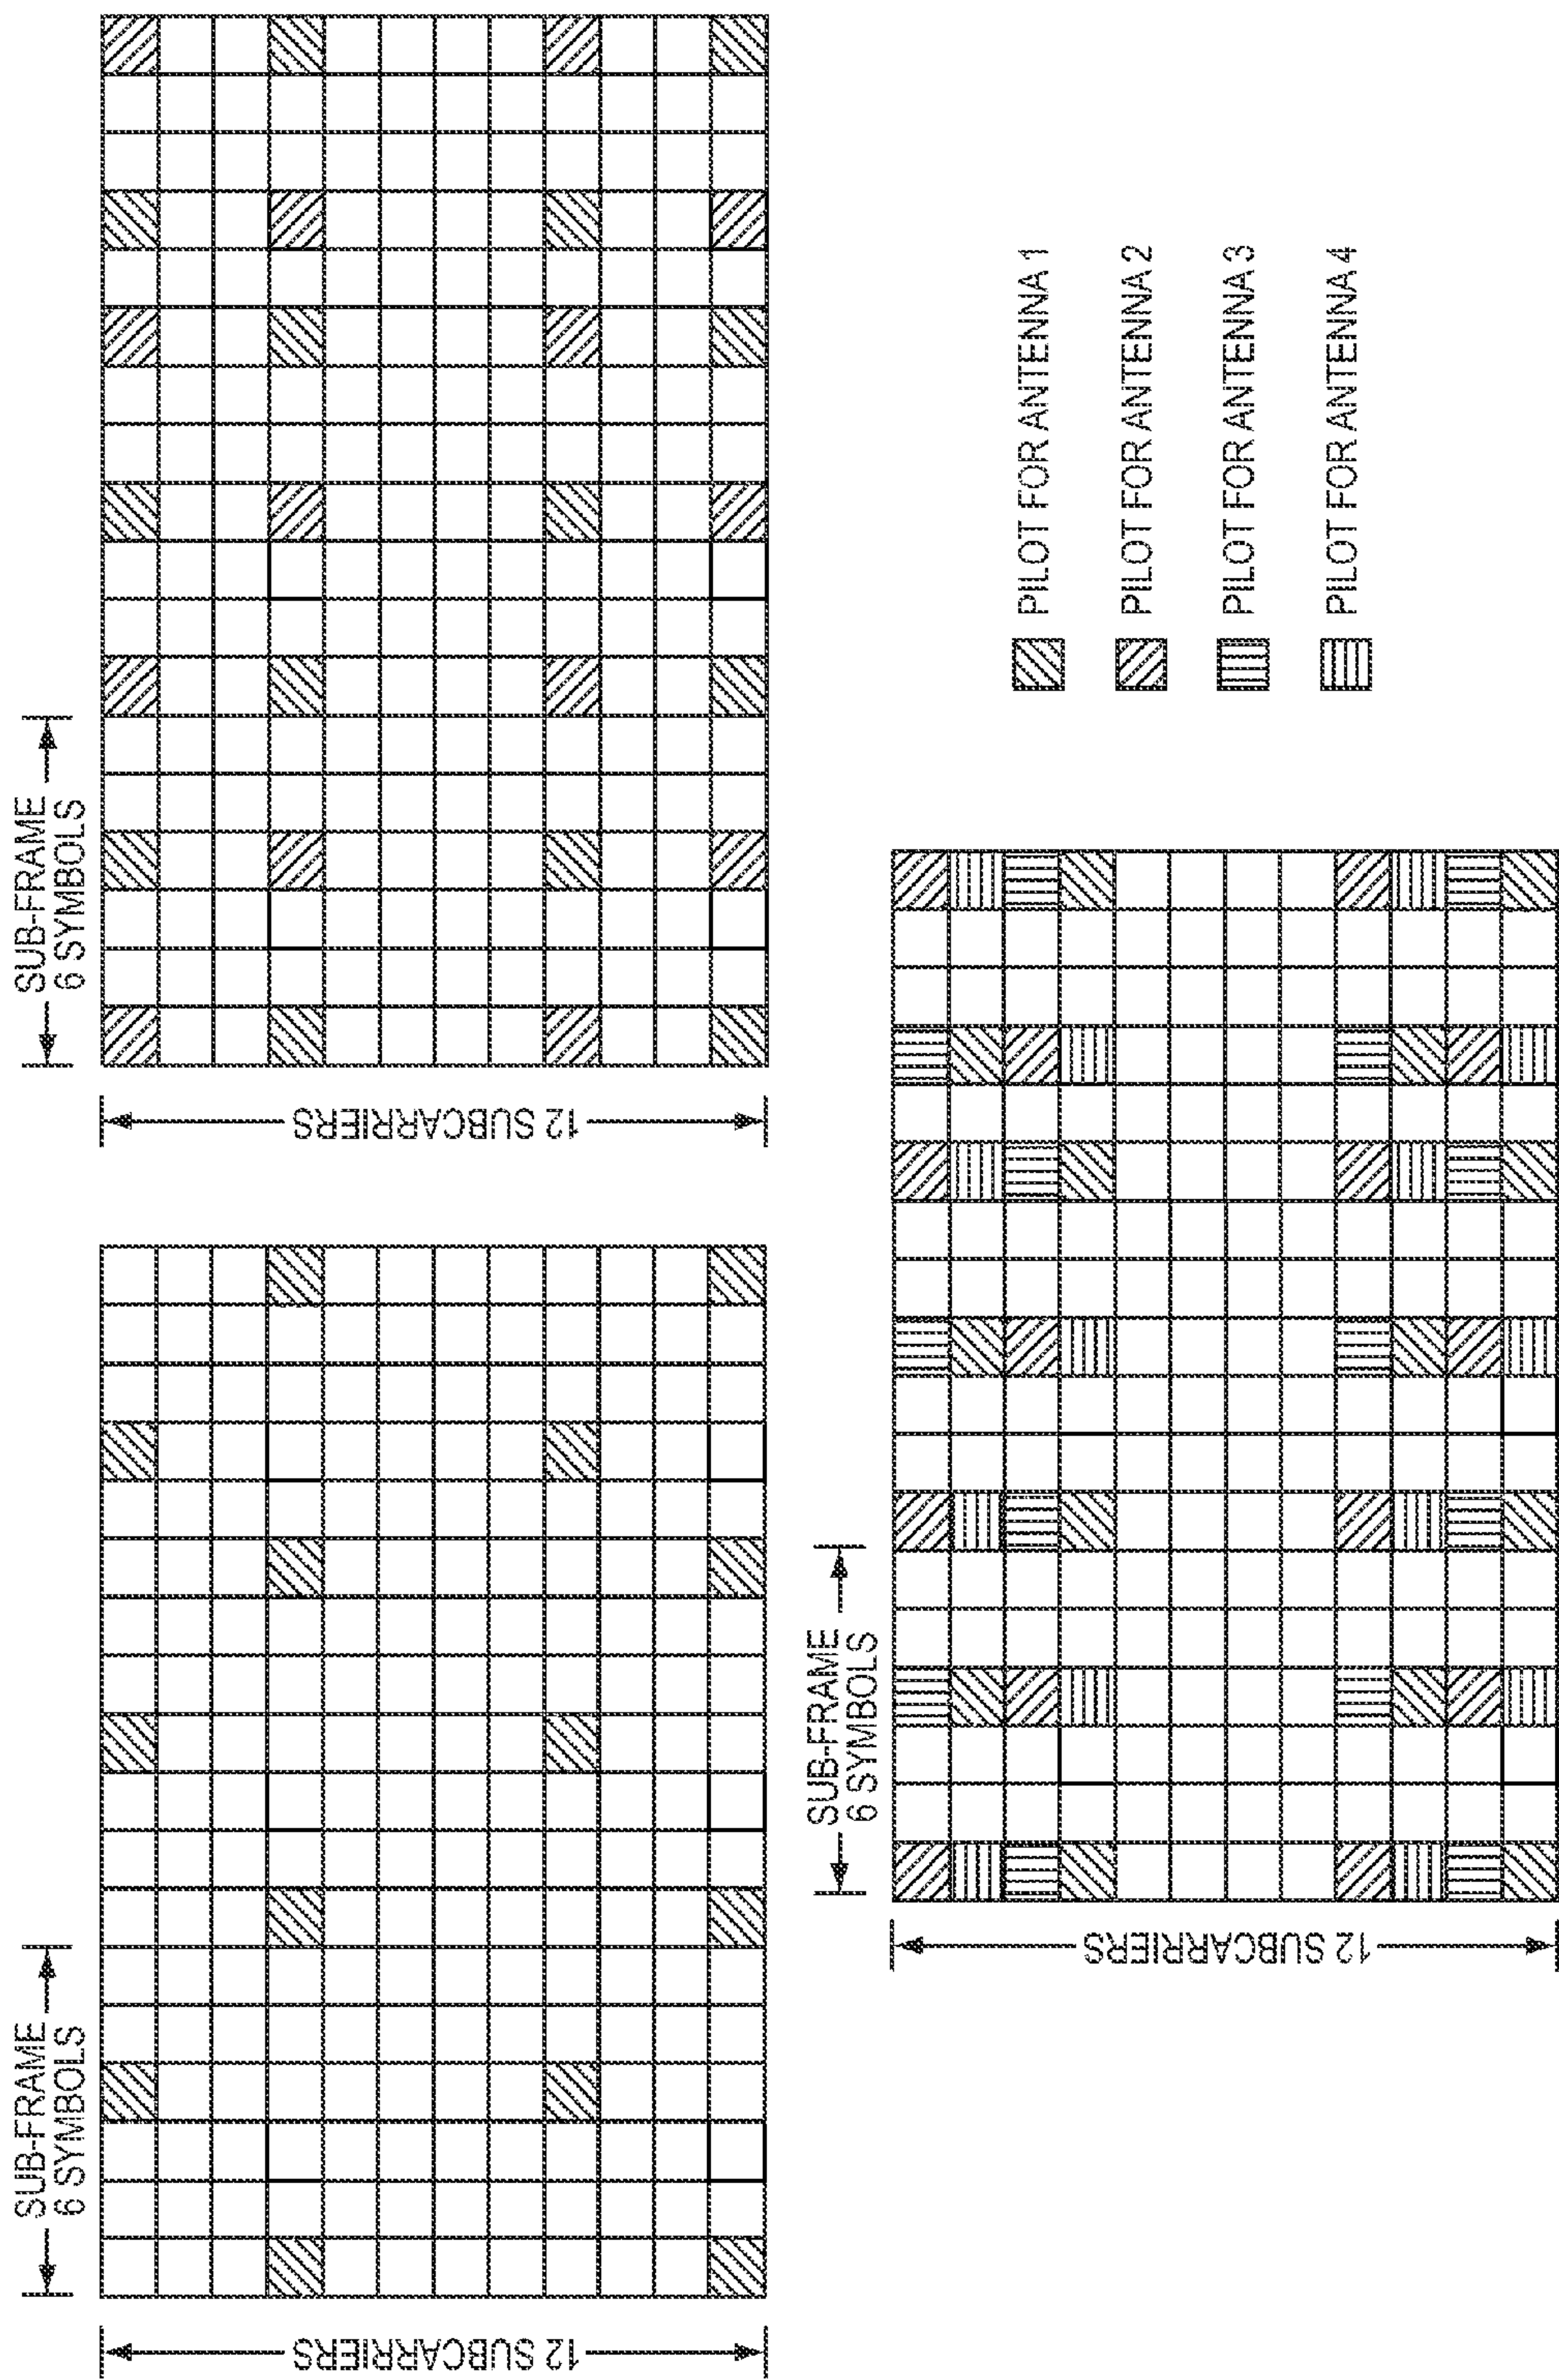 SUB-FRAME
6 SYMBOLS
12 SUBCARRIERS
SUB-FRAME
6 SYMBOLS
12 SUBCARRIERS
SUB-FRAME
6 SYMBOLS
12 SUBCARRIERS
PILOT FOR ANTENNA 1
PILOT FOR ANTENNA 2
PILOT FOR ANTENNA 3
PILOT FOR ANTENNA 4